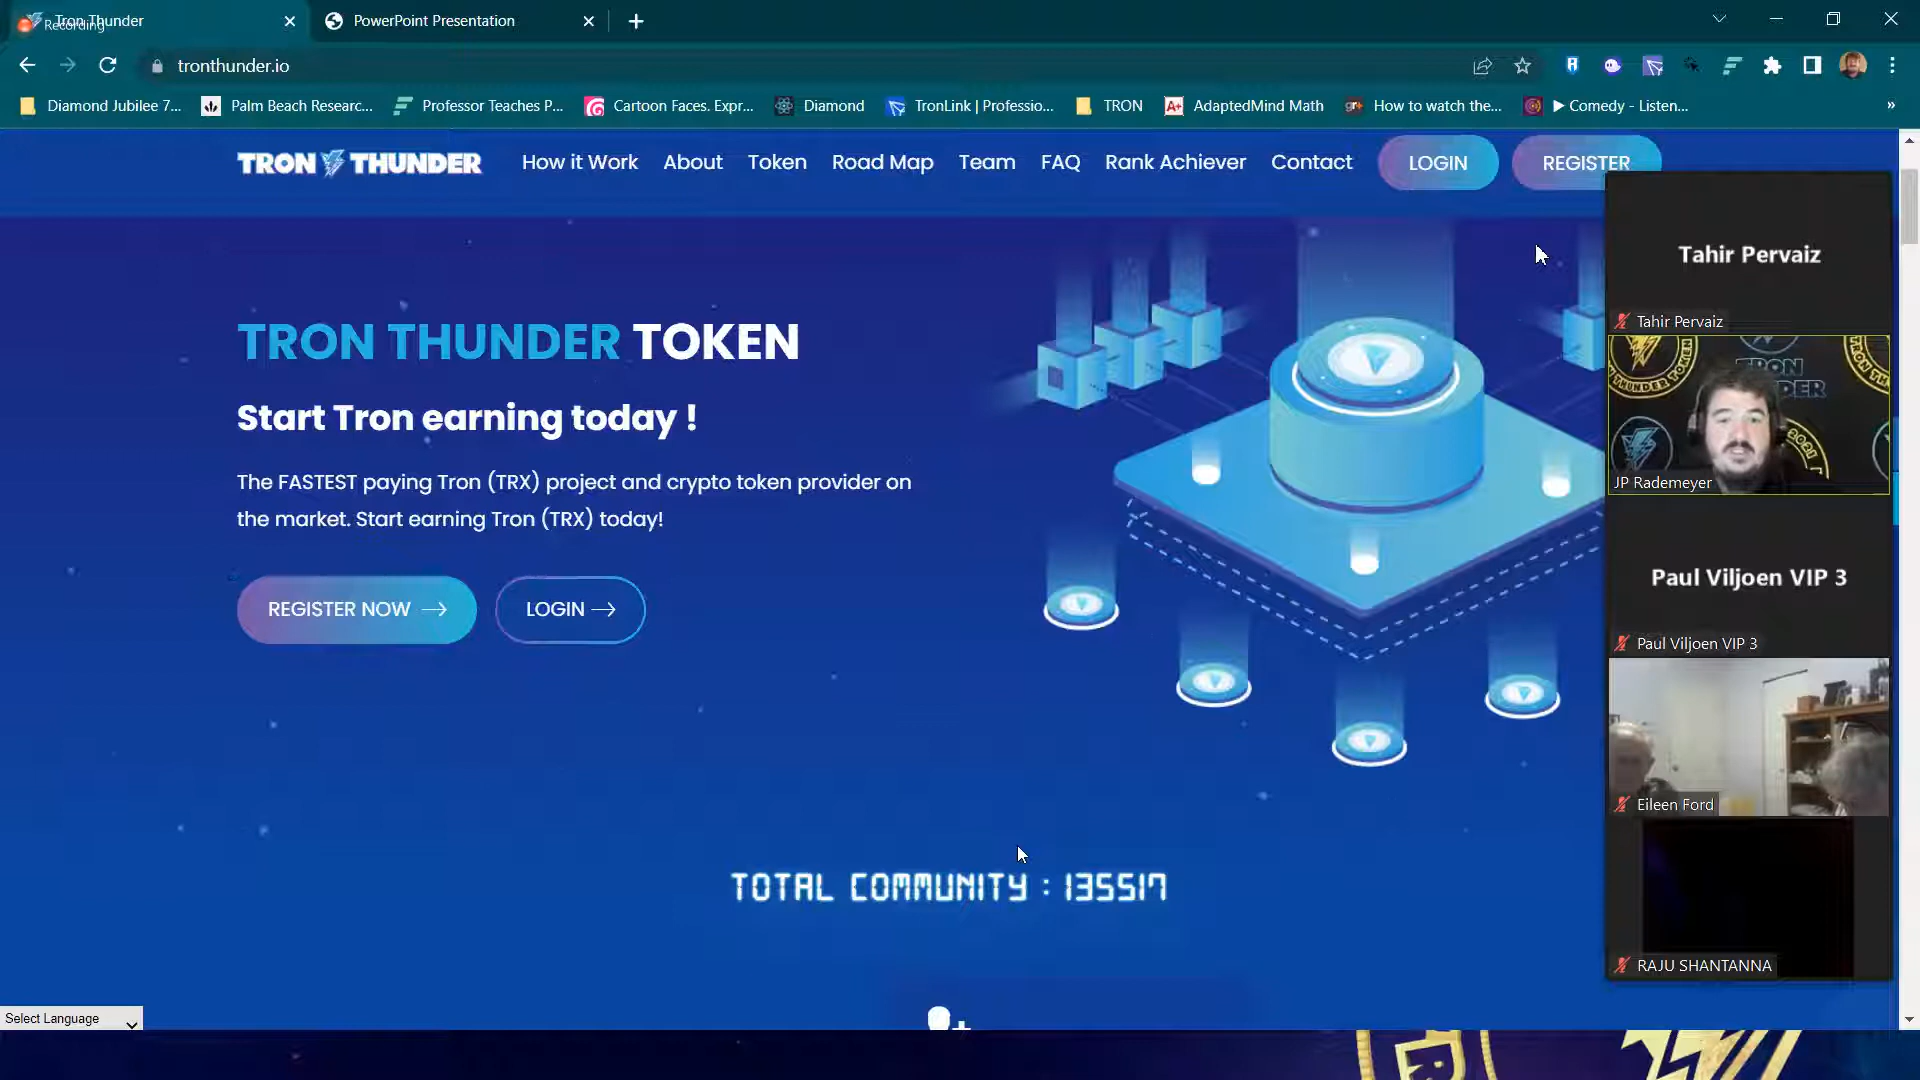 Tron Thunder
Recording
PowerPoint Presentation
tronthunder.io
Diamond Jubilee 7...
Palm Beach Researc...
Professor Teaches P...
Cartoon Faces. Expr...
Diamond
TronLink | Professio...
TRON
A+
AdaptedMind Math
gr
How to watch the...
▶ Comedy - Listen...
»
TRON THUNDER
How it Work
About
Token
Road Map
Team
FAQ
Rank Achiever
Contact
LOGIN
REGISTER
TRON THUNDER TOKEN
Start Tron earning today !
The FASTEST paying Tron (TRX) project and crypto token provider on
the market. Start earning Tron (TRX) today!
REGISTER NOW
LOGIN
TOTAL COMMUNITY : 135517
Select Language
Tahir Pervaiz
Tahir Pervaiz
JP Rademeyer
Paul Viljoen VIP 3
Paul Viljoen VIP 3
Eileen Ford
RAJU SHANTANNA